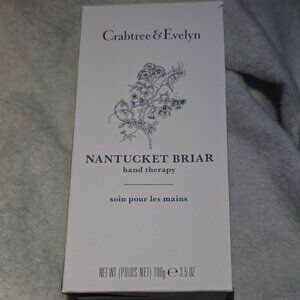 Crabtree & Evelyn
NANTUCKET BRIAR
hand therapy
soin pour les mains
NET WT (POIDS NET) 100g ℮ 3.5 OZ